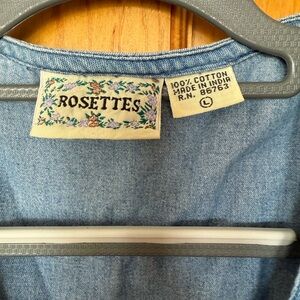 ROSETTES
100% COTTON
MADE IN INDIA
R.N. 86763
L